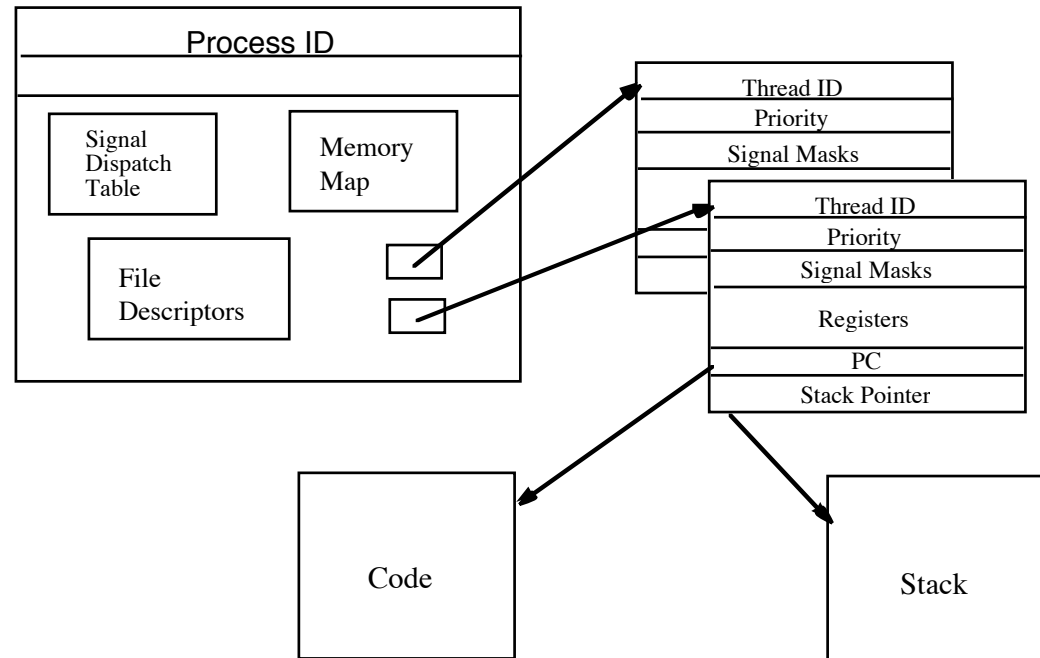 Process ID
Signal
Dispatch
Table
Memory
Map
File
Descriptors
Thread ID
Priority
Signal Masks
Thread ID
Priority
Signal Masks
Registers
PC
Stack Pointer
Code
Stack